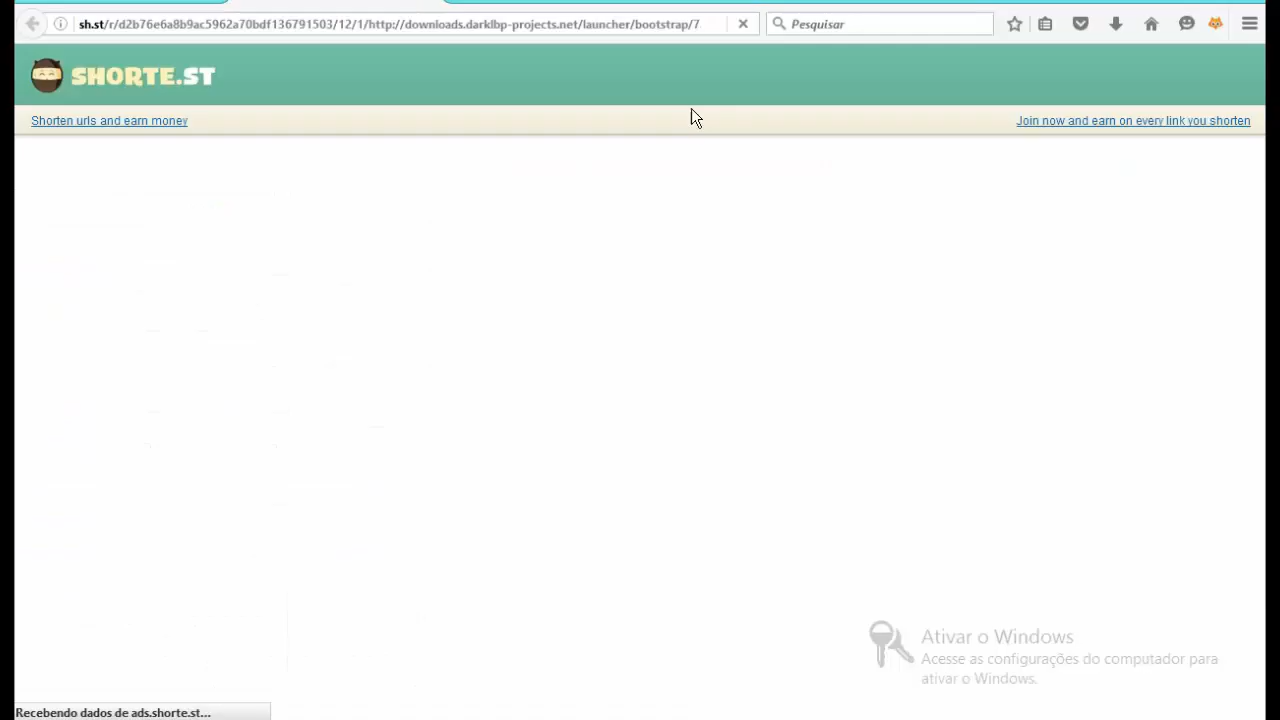 sh.st/r/d2b76e6a8b9ac5962a70bdf136791503/12/1/http://downloads.darklbp-projects.net/launcher/bootstrap/7
Pesquisar
SHORTE.ST
Shorten urls and earn money
Join now and earn on every link you shorten
Ativar o Windows
Acesse as configurações do computador para
ativar o Windows.
Recebendo dados de ads.shorte.st...